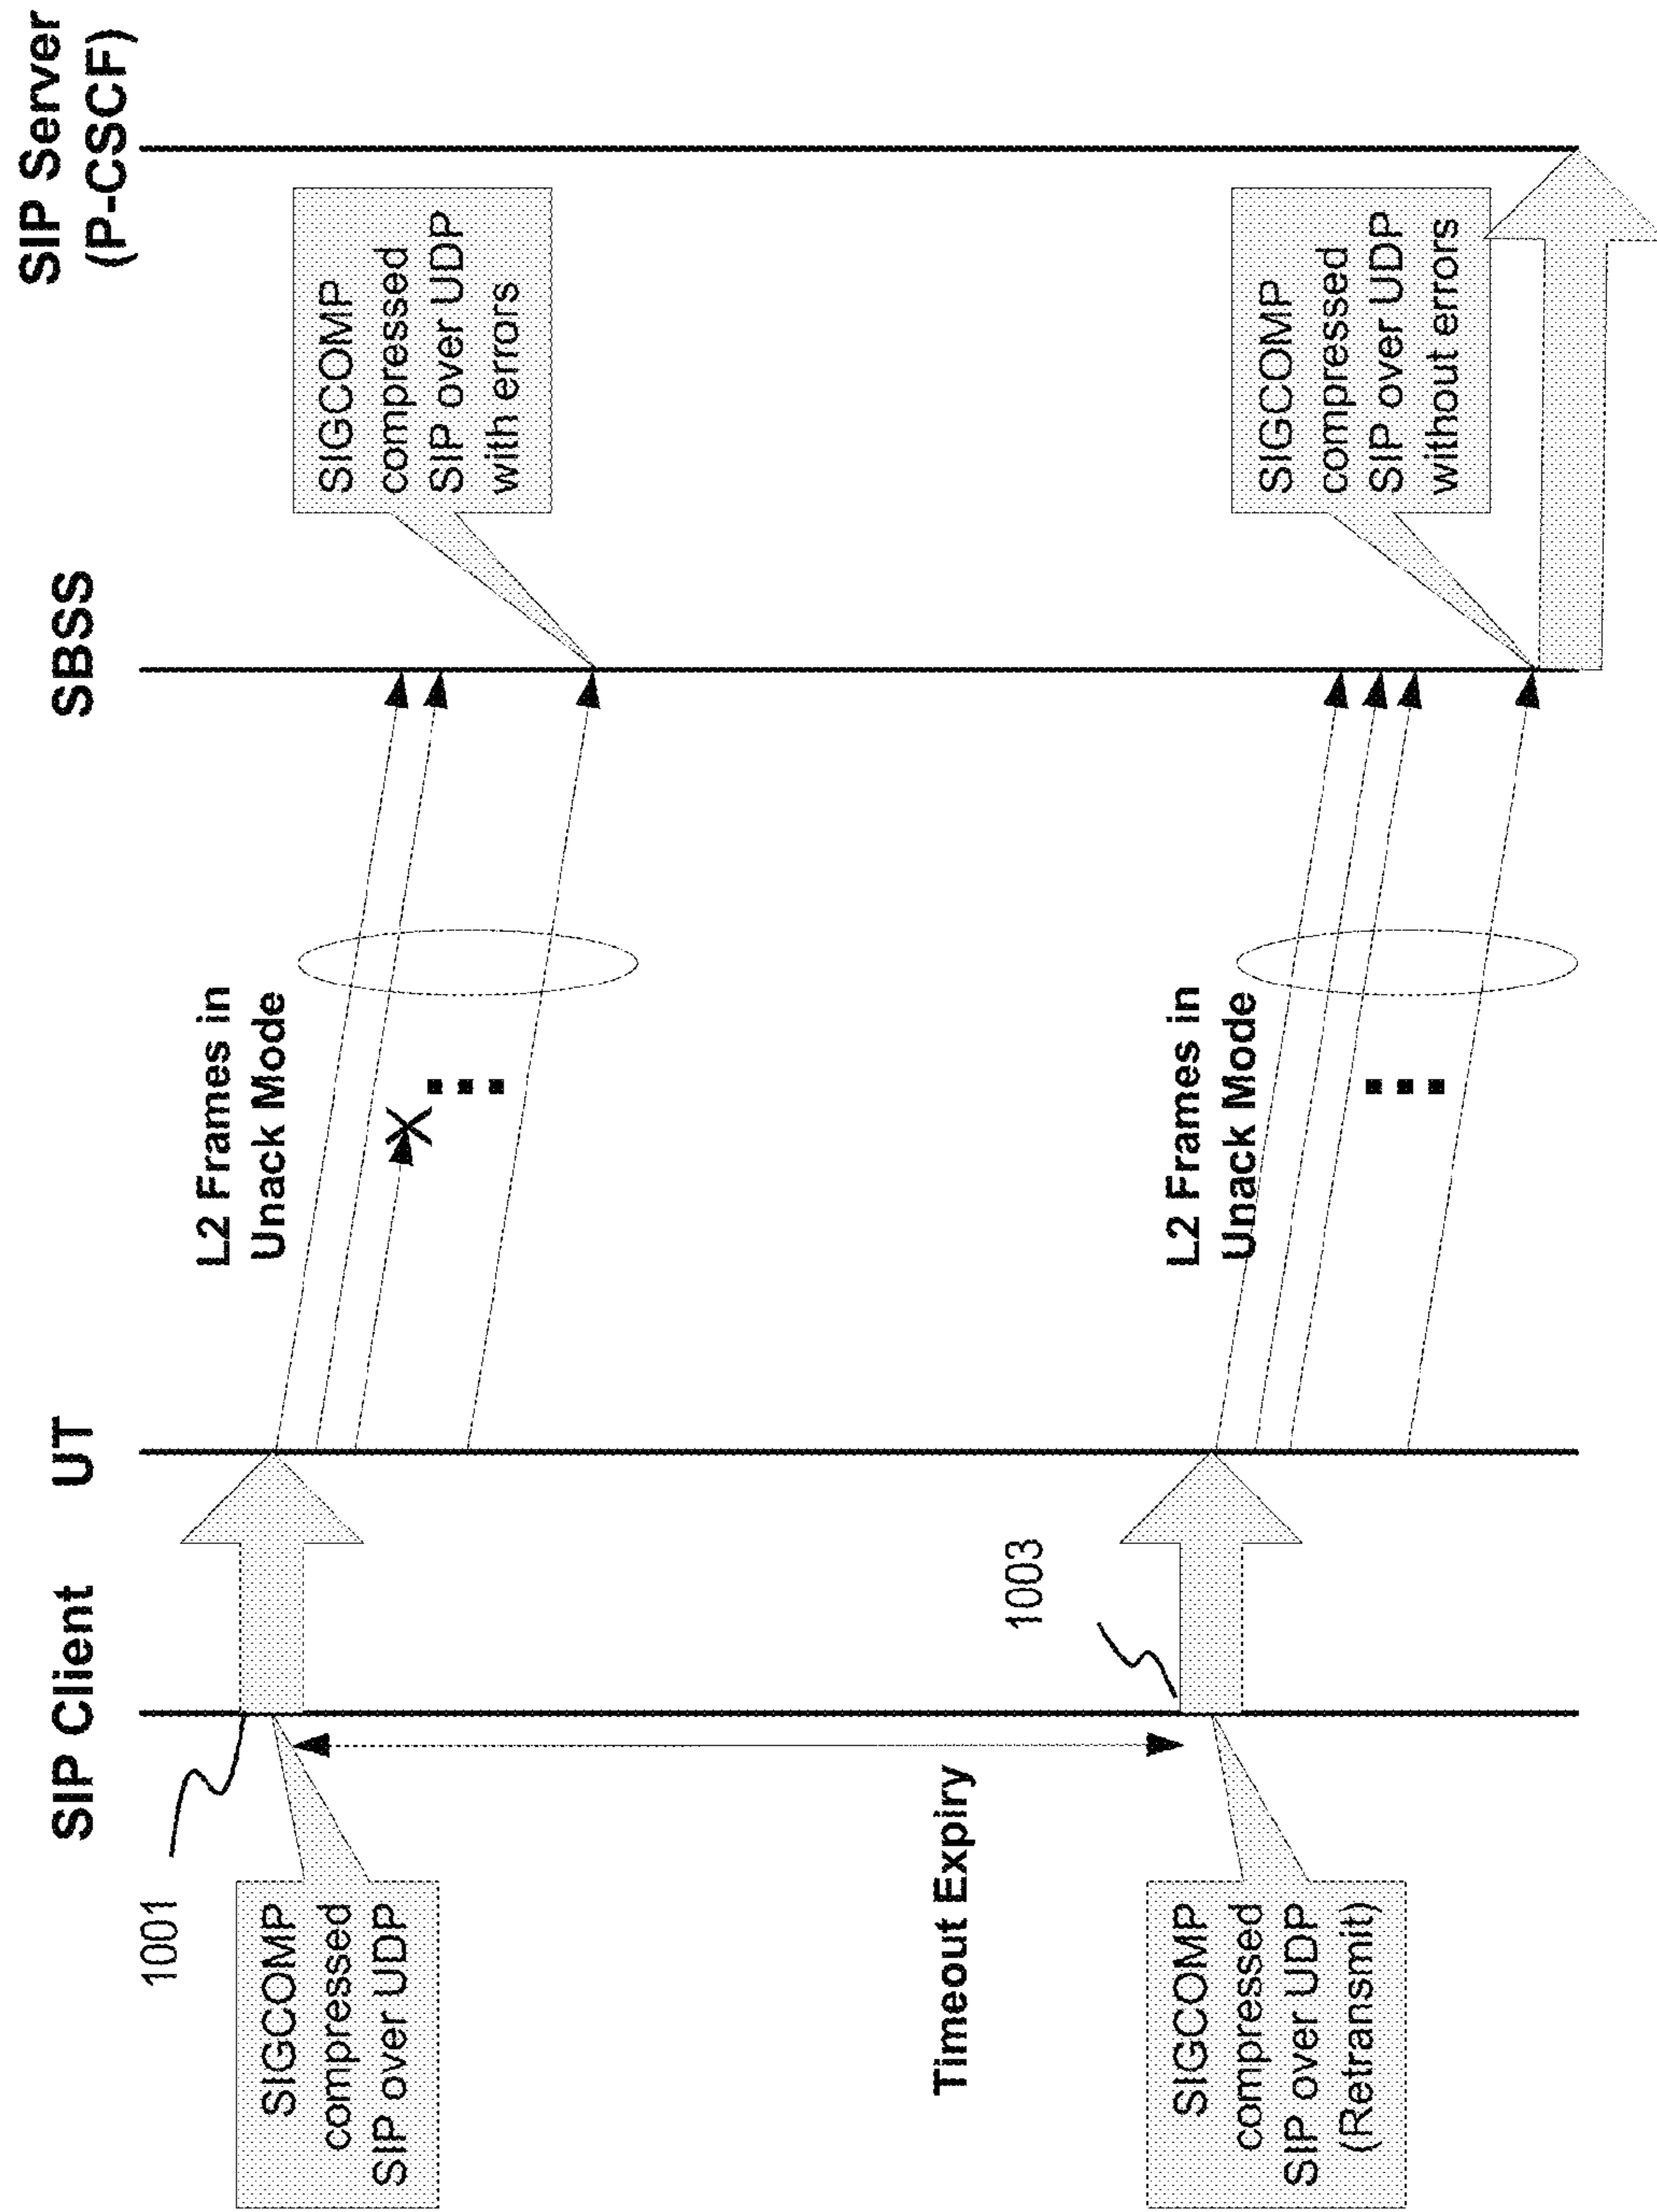 SIP Client
UT
SBSS
SIP Server
(P-CSCF)
1001
SIGCOMP
compressed
SIP over UDP
L2 Frames in
Unack Mode
X
SIGCOMP
compressed
SIP over UDP
with errors
Timeout Expiry
1003
SIGCOMP
compressed
SIP over UDP
(Retransmit)
L2 Frames in
Unack Mode
SIGCOMP
compressed
SIP over UDP
without errors